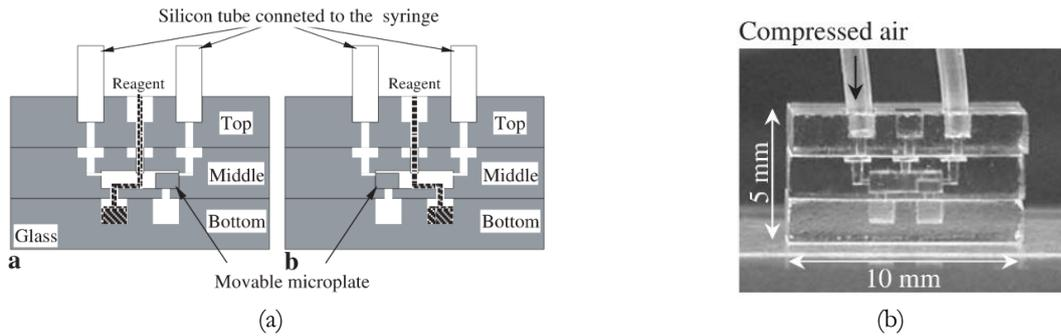 Silicon tube conneted to the syringe
Reagent
Reagent
Top
Top
Middle
Middle
Bottom
Bottom
Glass
a
b
Movable microplate
(a)
Compressed air
5 mm
10 mm
(b)